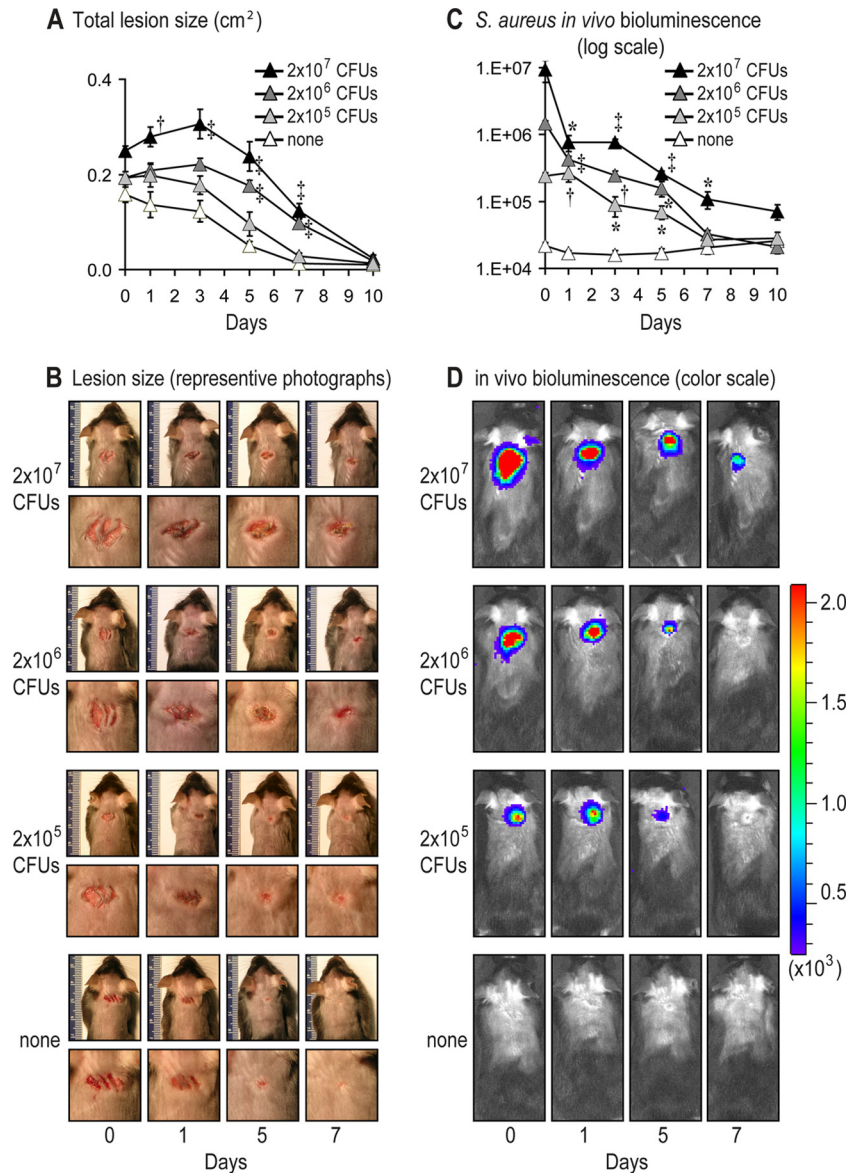 A Total lesion size (cm²)
0.4
0.2
0.0
2x10⁷ CFUs
2x10⁶ CFUs
2x10⁵ CFUs
none
†
‡
‡
‡
‡
‡
0 1 2 3 4 5 6 7 8 9 10
Days
C S. aureus in vivo bioluminescence
(log scale)
1.E+07
1.E+06
1.E+05
1.E+04
2x10⁷ CFUs
2x10⁶ CFUs
2x10⁵ CFUs
none
*
‡
‡
‡
*
†
†
*
*
*
0 1 2 3 4 5 6 7 8 9 10
Days
B Lesion size (representive photographs)
2x10⁷
CFUs
2x10⁶
CFUs
2x10⁵
CFUs
none
0 1 5 7
Days
D in vivo bioluminescence (color scale)
2x10⁷
CFUs
2x10⁶
CFUs
2x10⁵
CFUs
none
0 1 5 7
Days
2.0
1.5
1.0
0.5
(x10³)